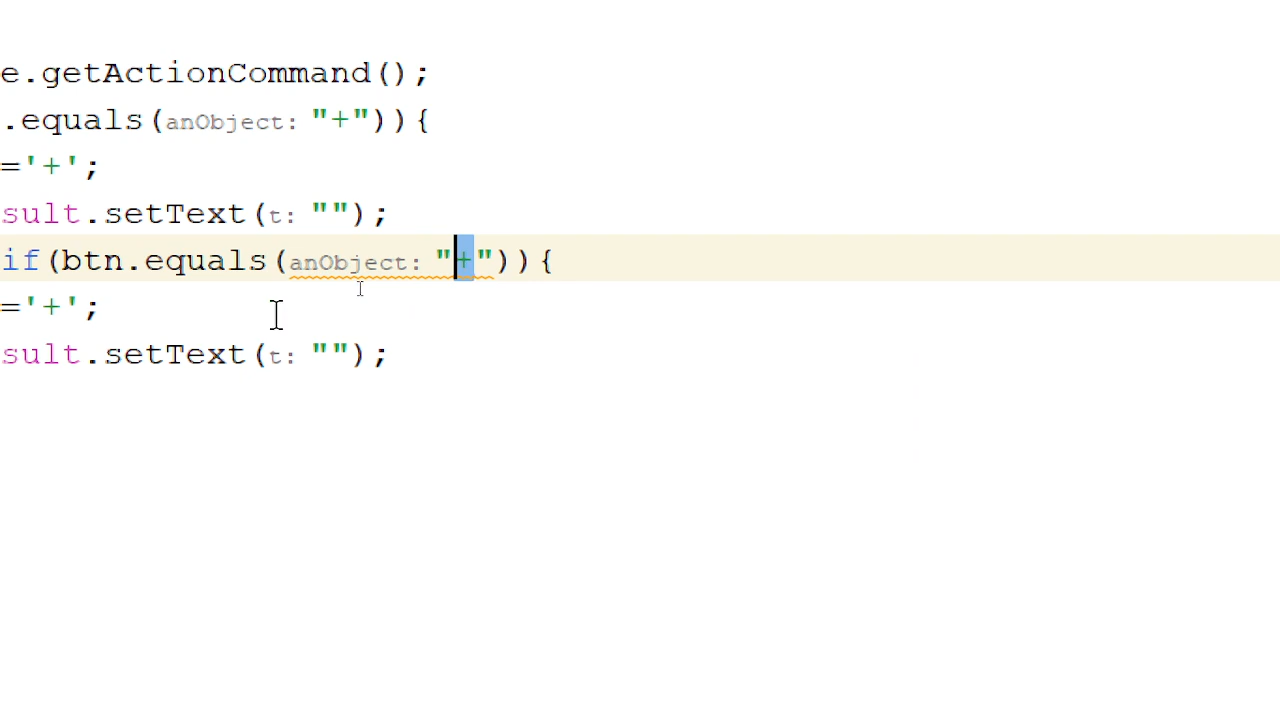 e.getActionCommand();
.equals(anObject: "+")){
='+';
sult.setText(t: "");
if(btn.equals(anObject: "+")){
='+';
sult.setText(t: "");